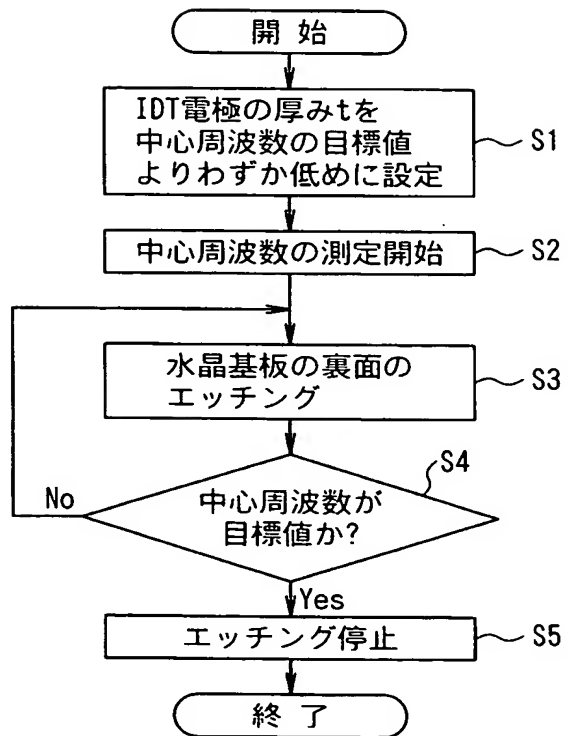 開 始
IDT電極の厚みtを
中心周波数の目標値
よりわずか低めに設定
S1
中心周波数の測定開始
S2
水晶基板の裏面の
エッチング
S3
S4
中心周波数が
目標値か?
No
Yes
エッチング停止
S5
終 了